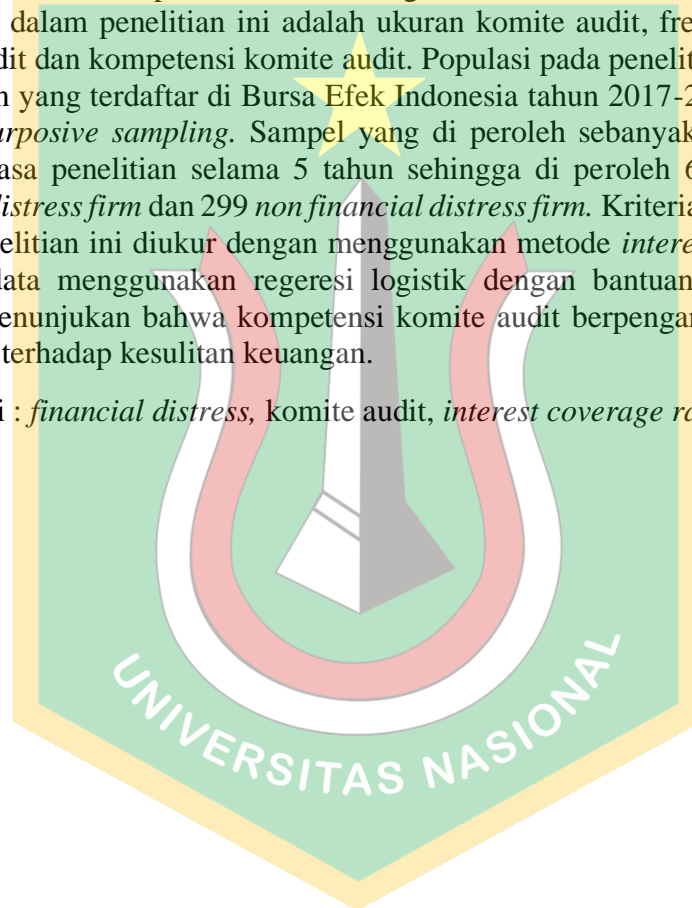 dalam penelitian ini adalah ukuran komite audit, fre
dit dan kompetensi komite audit. Populasi pada penelit
n yang terdaftar di Bursa Efek Indonesia tahun 2017-2
urposive sampling. Sampel yang di peroleh sebanyak
asa penelitian selama 5 tahun sehingga di peroleh 6
distress firm dan 299 non financial distress firm. Kriteria
elitian ini diukur dengan menggunakan metode intere
data menggunakan regeresi logistik dengan bantuan
enunjukan bahwa kompetensi komite audit berpengar
terhadap kesulitan keuangan.
i : financial distress, komite audit, interest coverage ra
UNIVERSITAS NASIONAL